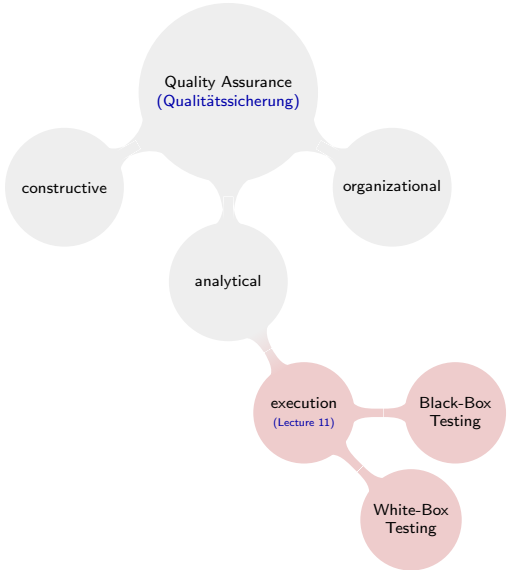 Quality Assurance
(Qualitätssicherung)
constructive
organizational
analytical
execution
(Lecture 11)
Black-Box
Testing
White-Box
Testing